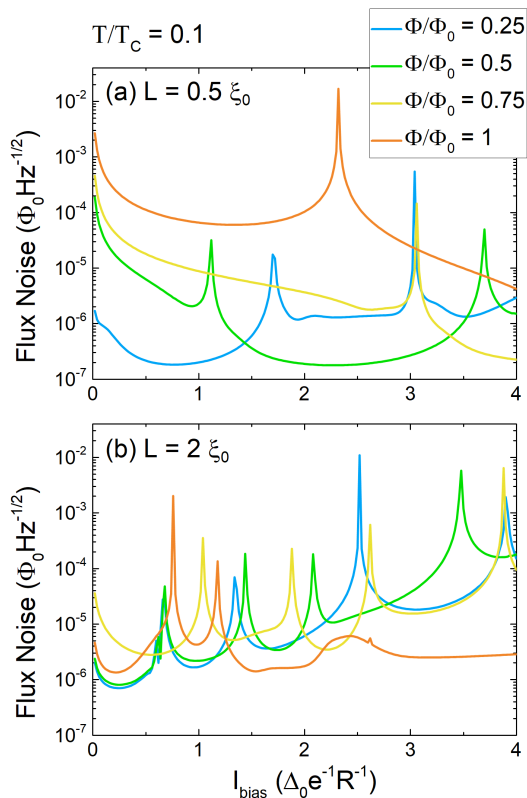 T/T_C = 0.1
Φ/Φ_0 = 0.25
Φ/Φ_0 = 0.5
Φ/Φ_0 = 0.75
Φ/Φ_0 = 1
(a) L = 0.5 ξ_0
Flux Noise (Φ_0Hz^{-1/2})
10^{-2}
10^{-3}
10^{-4}
10^{-5}
10^{-6}
10^{-7}
0 1 2 3 4
(b) L = 2 ξ_0
Flux Noise (Φ_0Hz^{-1/2})
10^{-2}
10^{-3}
10^{-4}
10^{-5}
10^{-6}
10^{-7}
0 1 2 3 4
I_{bias} (Δ_0e^{-1}R^{-1})